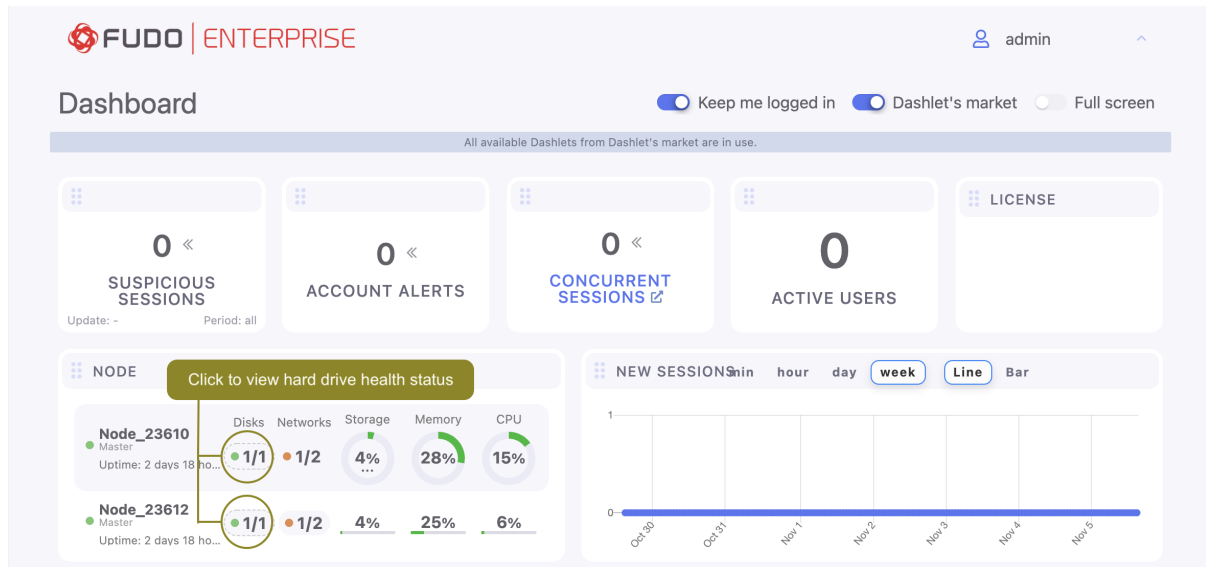 FUDO ENTERPRISE
admin
Dashboard
Keep me logged in
Dashlet's market
Full screen
All available Dashlets from Dashlet's market are in use.
0
SUSPICIOUS
SESSIONS
Update: -
Period: all
0
ACCOUNT ALERTS
0
CONCURRENT
SESSIONS
0
ACTIVE USERS
LICENSE
NODE
Click to view hard drive health status
Disks Networks Storage Memory CPU
Node_23610
Master
Uptime: 2 days 18 ho...
1/1
1/2
4%
28%
15%
Node_23612
Master
Uptime: 2 days 18 ho...
1/1
1/2
4%
25%
6%
NEW SESSIONS
min hour day week Line Bar
1
0
Oct 30
Oct 31
Nov 1
Nov 2
Nov 3
Nov 4
Nov 5